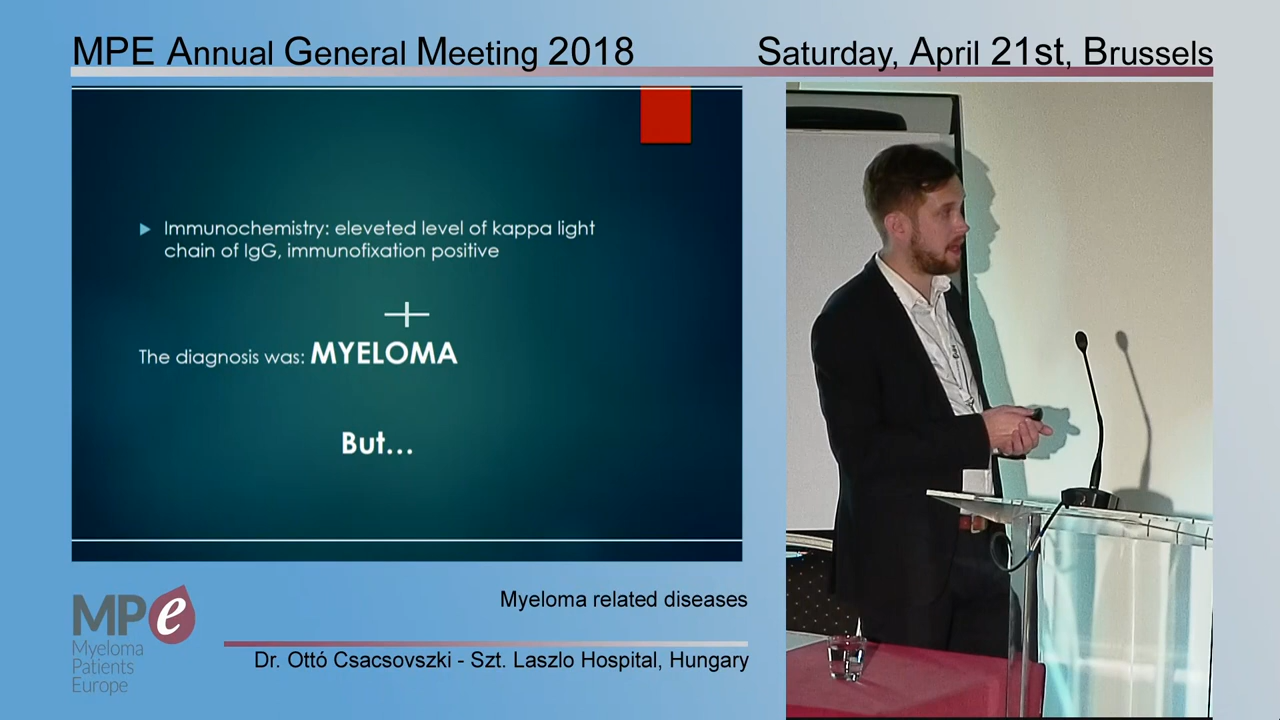 MPE Annual General Meeting 2018
Saturday, April 21st, Brussels
Immunochemistry: eleveted level of kappa light
chain of IgG, immunofixation positive
+
The diagnosis was: MYELOMA
But...
Myeloma related diseases
MPe
Myeloma
Patients
Europe
Dr. Ottó Csacsovszki - Szt. Laszlo Hospital, Hungary